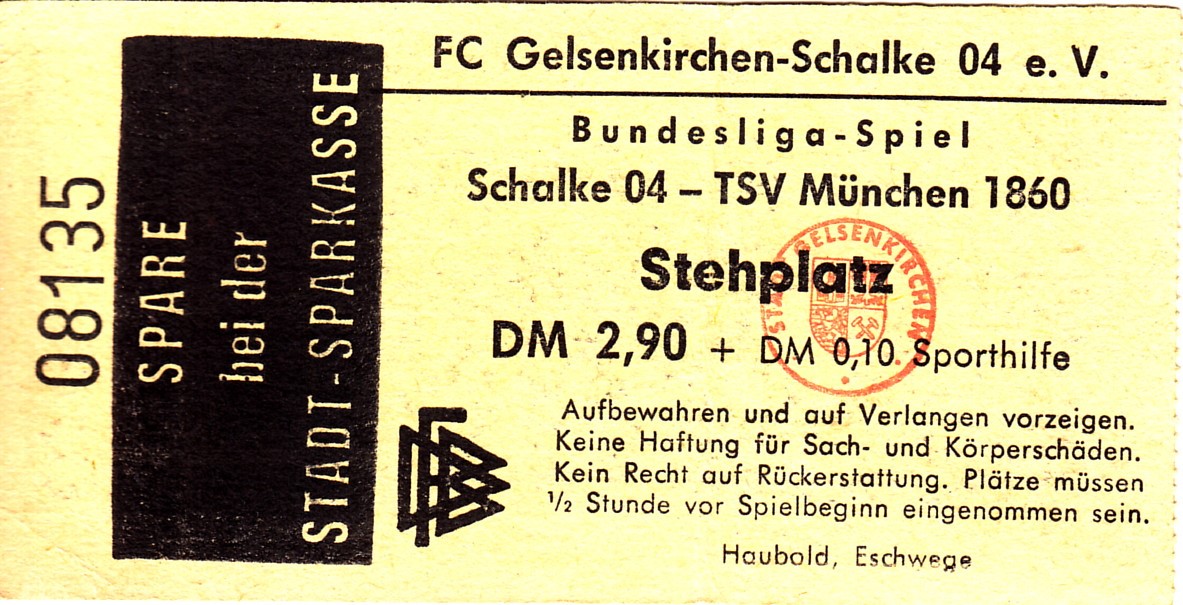 08135
SPARE
bei der
STADT-SPARKASSE
FC Gelsenkirchen-Schalke 04 e. V.
Bundesliga-Spiel
Schalke 04 – TSV München 1860
Stehplatz
DM 2,90 + DM 0,10 Sporthilfe
STADT GELSENKIRCHEN
DFB
Aufbewahren und auf Verlangen vorzeigen.
Keine Haftung für Sach- und Körperschäden.
Kein Recht auf Rückerstattung. Plätze müssen
½ Stunde vor Spielbeginn eingenommen sein.
Haubold, Eschwege